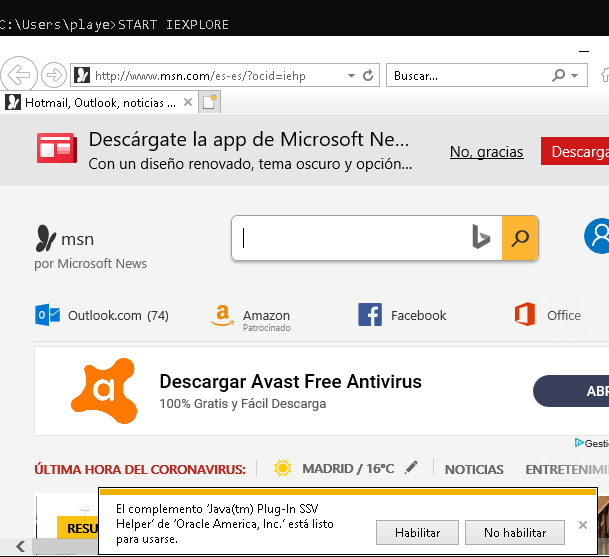 C:\Users\playe>START IEXPLORE
http://www.msn.com/es-es/?ocid=iehp
Buscar...
Hotmail, Outlook, noticias ...
Descárgate la app de Microsoft Ne...
Con un diseño renovado, tema oscuro y opción...
No, gracias
Descarga
msn
por Microsoft News
Outlook.com (74)
Amazon
Patrocinado
Facebook
Office
Descargar Avast Free Antivirus
100% Gratis y Fácil Descarga
ABR
Gesti
ÚLTIMA HORA DEL CORONAVIRUS:
MADRID / 16°C
NOTICIAS
ENTRETENIMI
RESU
El complemento 'Java(tm) Plug-In SSV
Helper' de 'Oracle America, Inc.' está listo
para usarse.
Habilitar
No habilitar